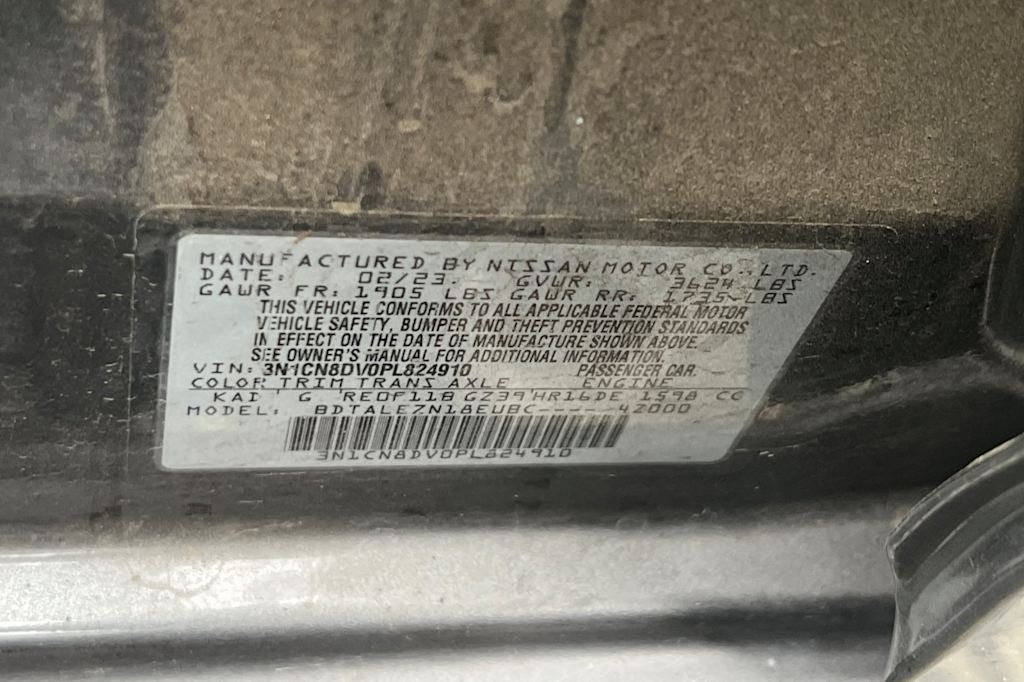 MANUFACTURED BY NISSAN MOTOR CO.,LTD.
DATE: 02/23. GVWR: 3624 LBS
GAWR FR: 1905 LBS GAWR RR: 1735 LBS
THIS VEHICLE CONFORMS TO ALL APPLICABLE FEDERAL MOTOR
VEHICLE SAFETY, BUMPER AND THEFT PREVENTION STANDARDS
IN EFFECT ON THE DATE OF MANUFACTURE SHOWN ABOVE.
SEE OWNER'S MANUAL FOR ADDITIONAL INFORMATION.
VIN: 3N1CN8DV0PL824910 PASSENGER CAR.
COLOR TRIM TRANS AXLE ENGINE
KAD G RE0F11B GZ39 HR16DE 1598 CC
MODEL: BDTALEZN18EUBC-----4Z000
3N1CN8DV0PL824910